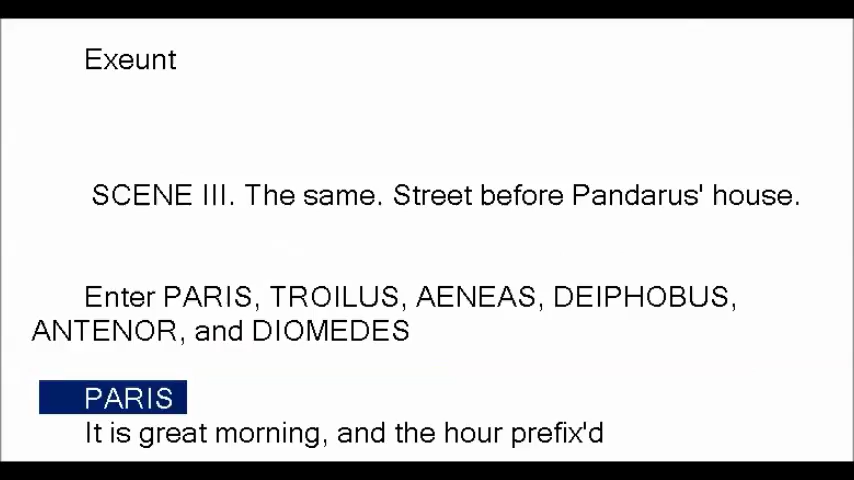 Exeunt
SCENE III. The same. Street before Pandarus' house.
Enter PARIS, TROILUS, AENEAS, DEIPHOBUS,
ANTENOR, and DIOMEDES
PARIS
It is great morning, and the hour prefix'd